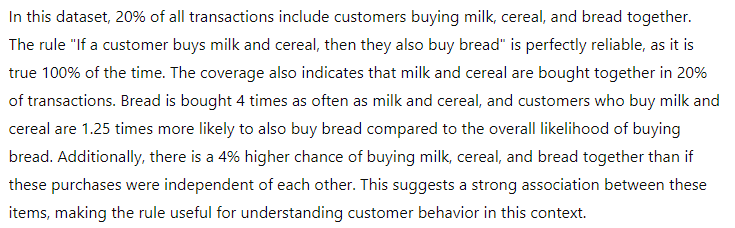 In this dataset, 20% of all transactions include customers buying milk, cereal, and bread together.
The rule "If a customer buys milk and cereal, then they also buy bread" is perfectly reliable, as it is
true 100% of the time. The coverage also indicates that milk and cereal are bought together in 20%
of transactions. Bread is bought 4 times as often as milk and cereal, and customers who buy milk and
cereal are 1.25 times more likely to also buy bread compared to the overall likelihood of buying
bread. Additionally, there is a 4% higher chance of buying milk, cereal, and bread together than if
these purchases were independent of each other. This suggests a strong association between these
items, making the rule useful for understanding customer behavior in this context.